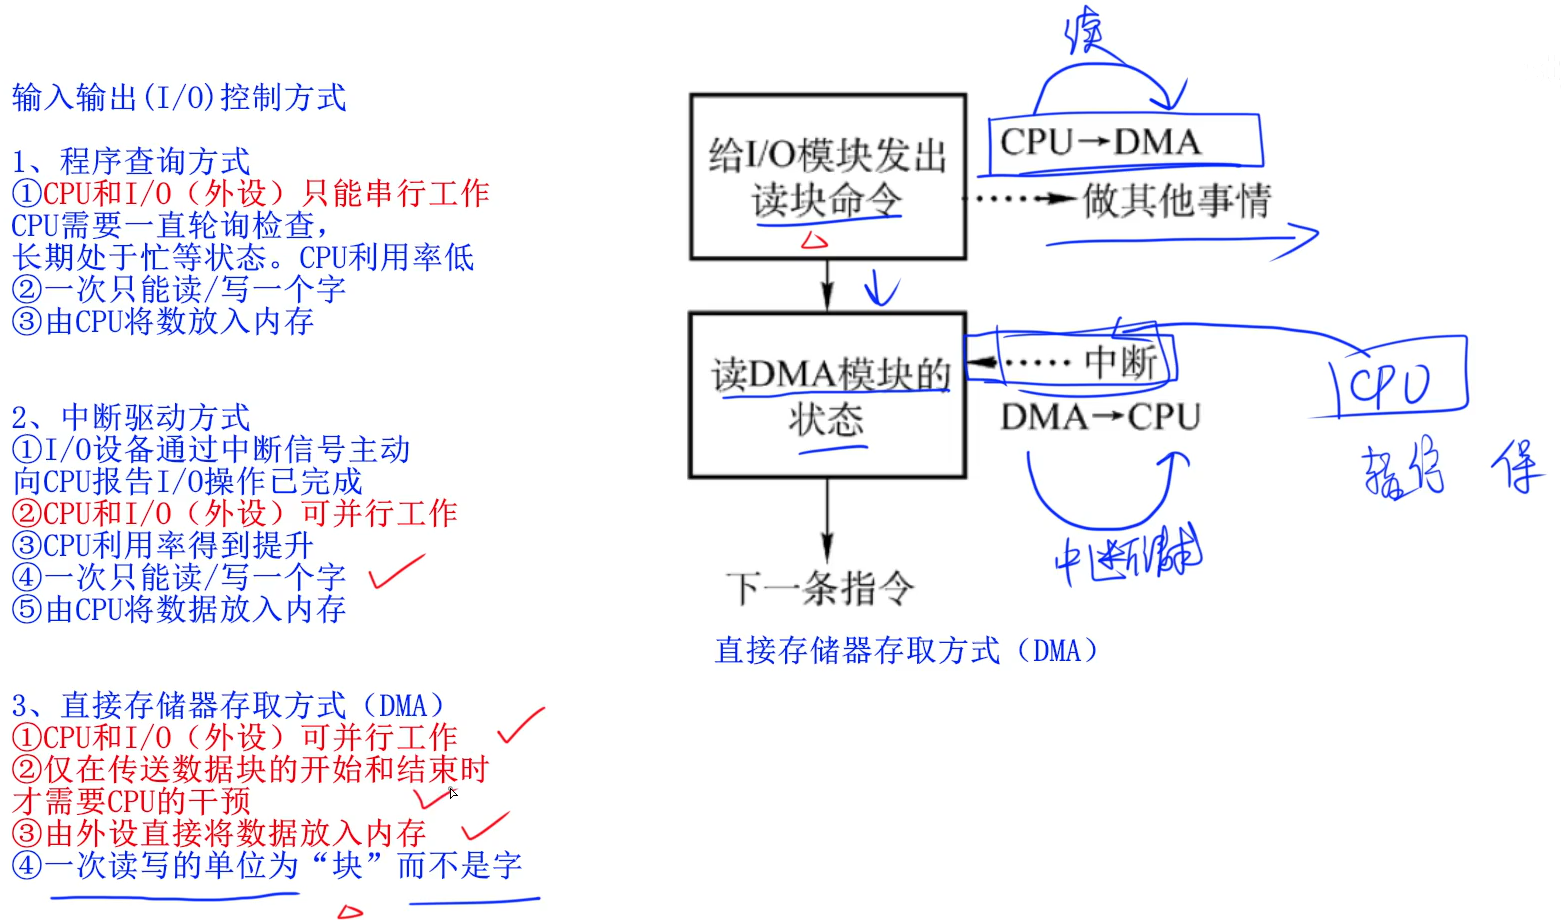 输入输出(I/O)控制方式
1、程序查询方式
①CPU和I/O（外设）只能串行工作
CPU需要一直轮询检查，
长期处于忙等状态。CPU利用率低
②一次只能读/写一个字
③由CPU将数放入内存
2、中断驱动方式
①I/O设备通过中断信号主动
向CPU报告I/O操作已完成
②CPU和I/O（外设）可并行工作
③CPU利用率得到提升
④一次只能读/写一个字
⑤由CPU将数据放入内存
3、直接存储器存取方式（DMA）
①CPU和I/O（外设）可并行工作
②仅在传送数据块的开始和结束时
才需要CPU的干预
③由外设直接将数据放入内存
④一次读写的单位为“块”而不是字
读
给I/O模块发出
读块命令
CPU→DMA
做其他事情
读DMA模块的
状态
中断
DMA→CPU
CPU
暂停 保
中断请求
下一条指令
直接存储器存取方式（DMA）